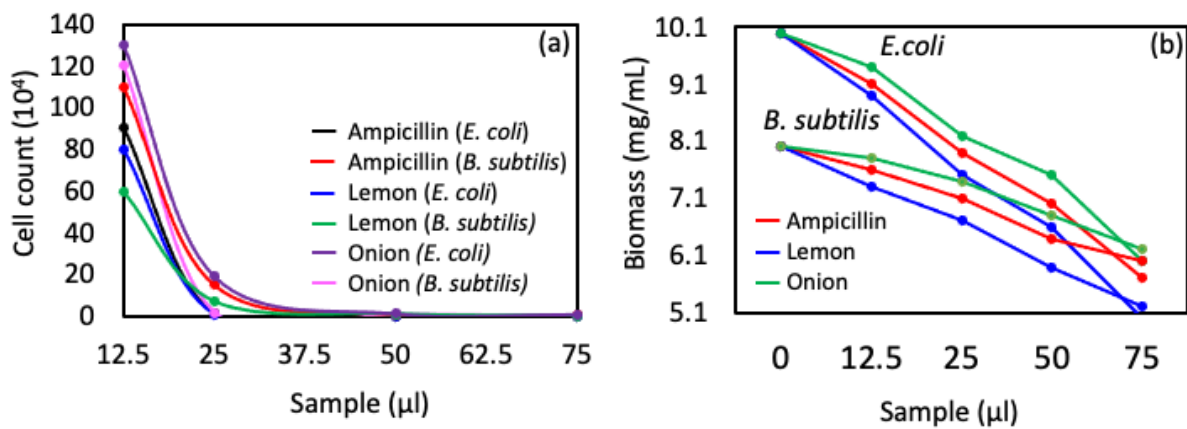 (a)
Cell count (10⁴)
140
120
100
80
60
40
20
0
12.5 25 37.5 50 62.5 75
Sample (µl)
Ampicillin (E. coli)
Ampicillin (B. subtilis)
Lemon (E. coli)
Lemon (B. subtilis)
Onion (E. coli)
Onion (B. subtilis)
(b)
Biomass (mg/mL)
10.1
9.1
8.1
7.1
6.1
5.1
E.coli
B. subtilis
Ampicillin
Lemon
Onion
0 12.5 25 50 75
Sample (µl)